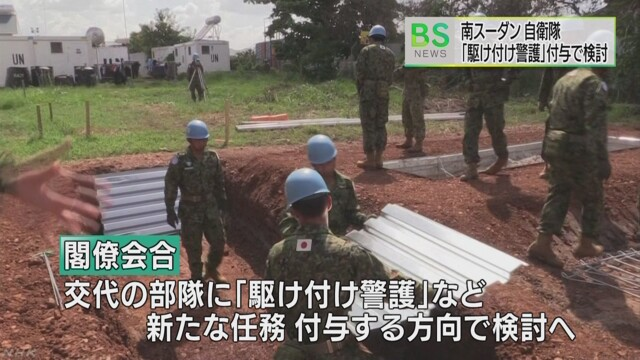 BS
NEWS
南スーダン 自衛隊
「駆け付け警護」付与で検討
UN
UN
閣僚会合
交代の部隊に「駆け付け警護」など
新たな任務 付与する方向で検討へ